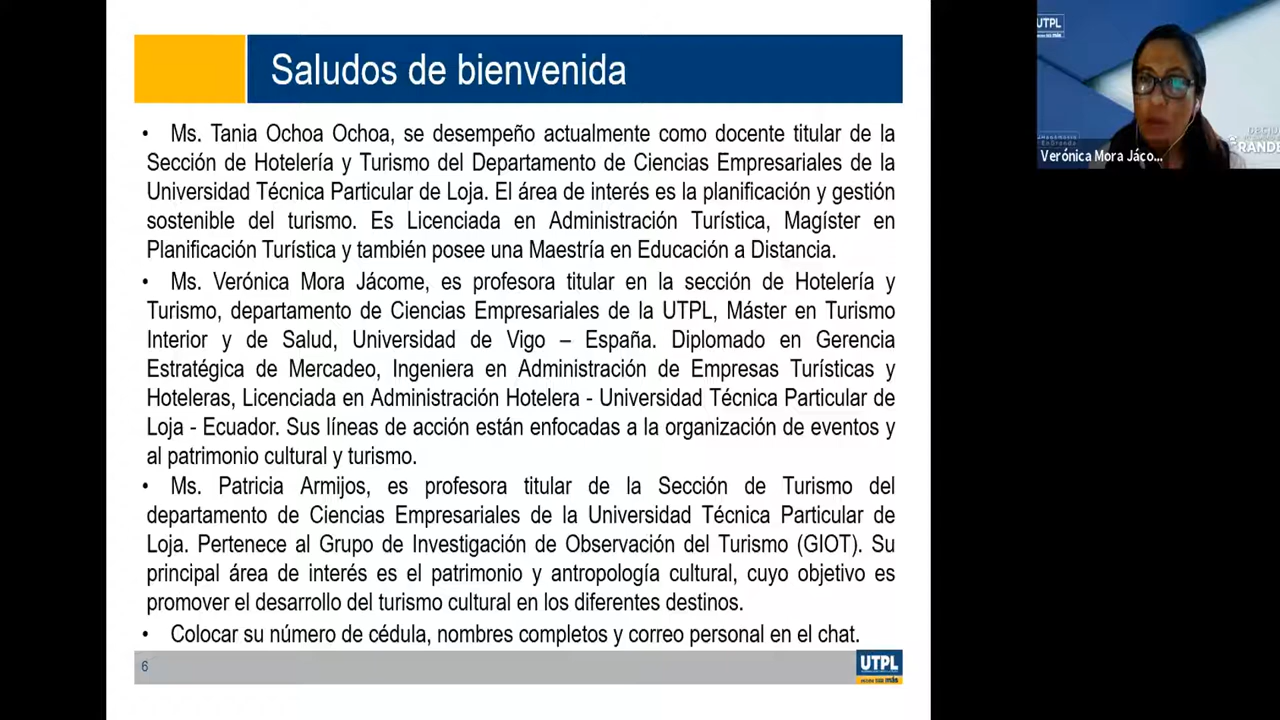 Saludos de bienvenida
• Ms. Tania Ochoa Ochoa, se desempeño actualmente como docente titular de la
Sección de Hotelería y Turismo del Departamento de Ciencias Empresariales de la
Universidad Técnica Particular de Loja. El área de interés es la planificación y gestión
sostenible del turismo. Es Licenciada en Administración Turística, Magíster en
Planificación Turística y también posee una Maestría en Educación a Distancia.
• Ms. Verónica Mora Jácome, es profesora titular en la sección de Hotelería y
Turismo, departamento de Ciencias Empresariales de la UTPL, Máster en Turismo
Interior y de Salud, Universidad de Vigo – España. Diplomado en Gerencia
Estratégica de Mercadeo, Ingeniera en Administración de Empresas Turísticas y
Hoteleras, Licenciada en Administración Hotelera - Universidad Técnica Particular de
Loja - Ecuador. Sus líneas de acción están enfocadas a la organización de eventos y
al patrimonio cultural y turismo.
• Ms. Patricia Armijos, es profesora titular de la Sección de Turismo del
departamento de Ciencias Empresariales de la Universidad Técnica Particular de
Loja. Pertenece al Grupo de Investigación de Observación del Turismo (GIOT). Su
principal área de interés es el patrimonio y antropología cultural, cuyo objetivo es
promover el desarrollo del turismo cultural en los diferentes destinos.
• Colocar su número de cédula, nombres completos y correo personal en el chat.
6
UTPL
UTPL
DECID
RANDE
Verónica Mora Jáco...